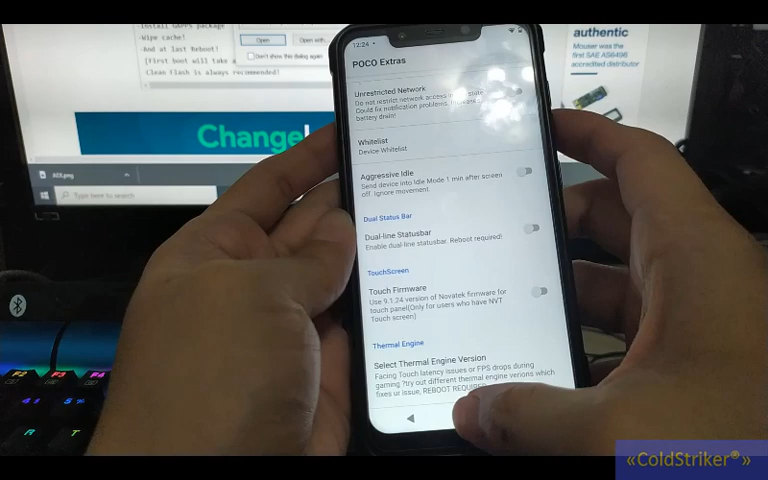 -Install GAPPS package
-Wipe cache!
-And at last Reboot!
[First boot will take a
Clean Flash is always recommended!
Open
Open with...
Don't show this dialog again
Change
ADX.png
Type here to search
authentic
Mouser was the
first SAE AS6496
accredited distributor
12:24
POCO Extras
Unrestricted Network
Do not restrict network access
state
Could fix notification problems. Increases
battery drain!
Whitelist
Device Whitelist
Aggressive Idle
Send device into Idle Mode 1 min after screen
off. Ignore movement.
Dual Status Bar
Dual-line Statusbar
Enable dual-line statusbar. Reboot required!
TouchScreen
Touch Firmware
Use 9.1.24 version of Novatek firmware for
touch panel(Only for users who have NVT
Touch screen)
Thermal Engine
Select Thermal Engine Version
Facing Touch latency issues or FPS drops during
gaming ?try out different thermal engine verions which
fixes ur issue, REBOOT REQUIRED
F2 F3 F4
4 5
R T
«ColdStriker®»